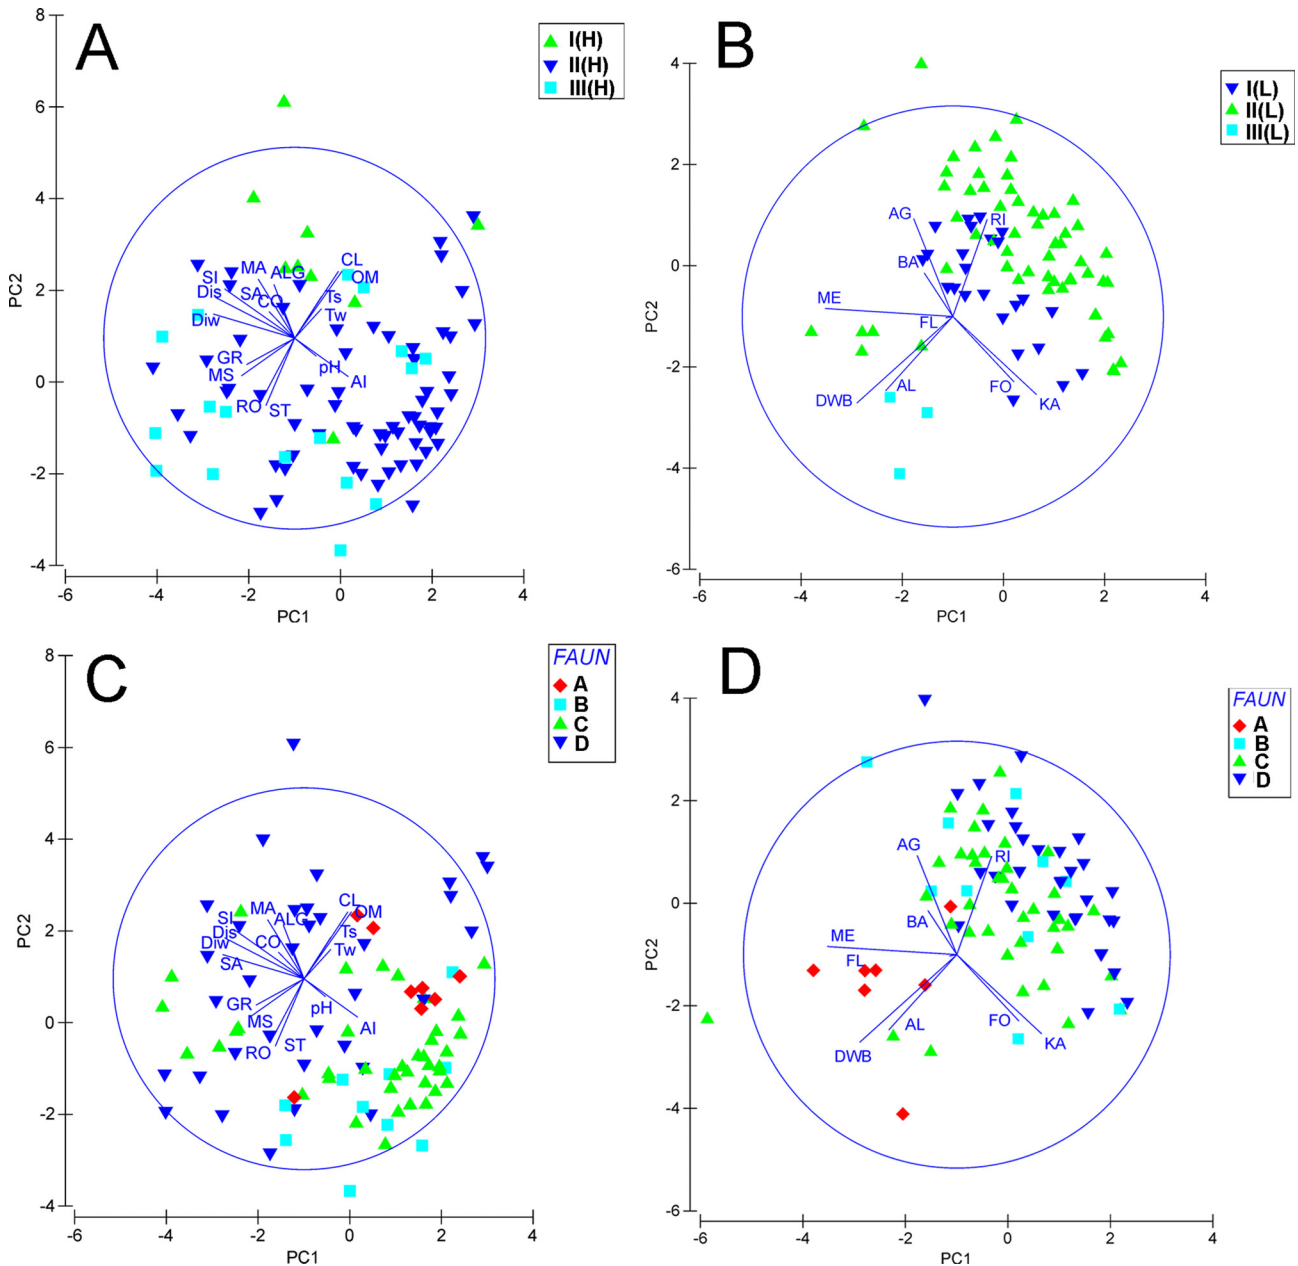 A
I(H)
II(H)
III(H)
8
6
4
2
0
-2
-4
PC2
MA
ALG
CL
OM
SI
Dis
SA
CO
Ts
Tw
Diw
GR
MS
pH
AI
RO
ST
-6
-4
-2
0
2
4
PC1
B
I(L)
II(L)
III(L)
4
2
0
-2
-4
-6
PC2
AG
RI
BA
ME
FL
DWB
AL
FO
KA
-6
-4
-2
0
2
4
PC1
C
FAUN
A
B
C
D
8
6
4
2
0
-2
-4
PC2
MA
ALG
CL
OM
SI
Dis
Diw
CO
Ts
Tw
SA
GR
MS
pH
AI
RO
ST
-6
-4
-2
0
2
4
PC1
D
FAUN
A
B
C
D
4
2
0
-2
-4
-6
PC2
AG
RI
BA
ME
FL
AL
DWB
FO
KA
-6
-4
-2
0
2
4
PC1